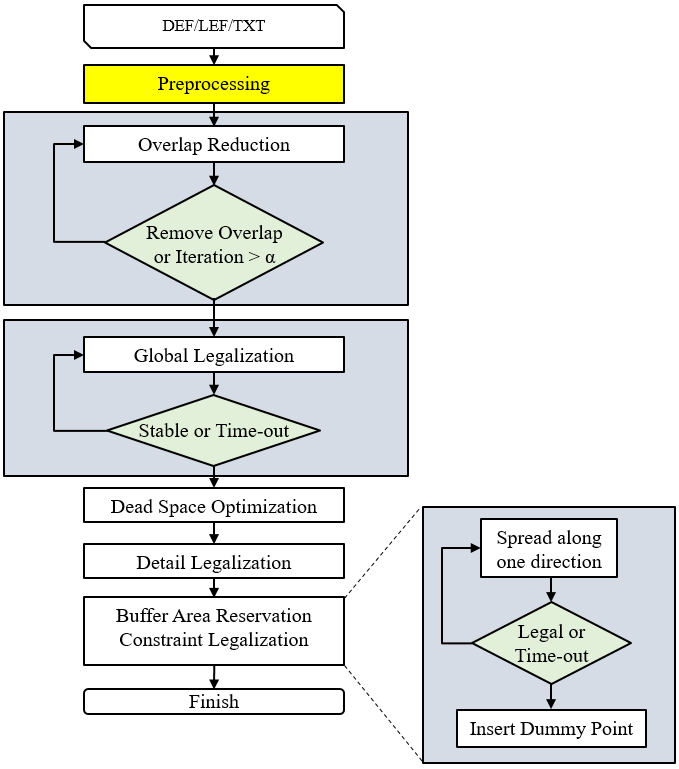 DEF/LEF/TXT
Preprocessing
Overlap Reduction
Remove Overlap
or Iteration > α
Global Legalization
Stable or Time-out
Dead Space Optimization
Detail Legalization
Buffer Area Reservation
Constraint Legalization
Finish
Spread along
one direction
Legal or
Time-out
Insert Dummy Point